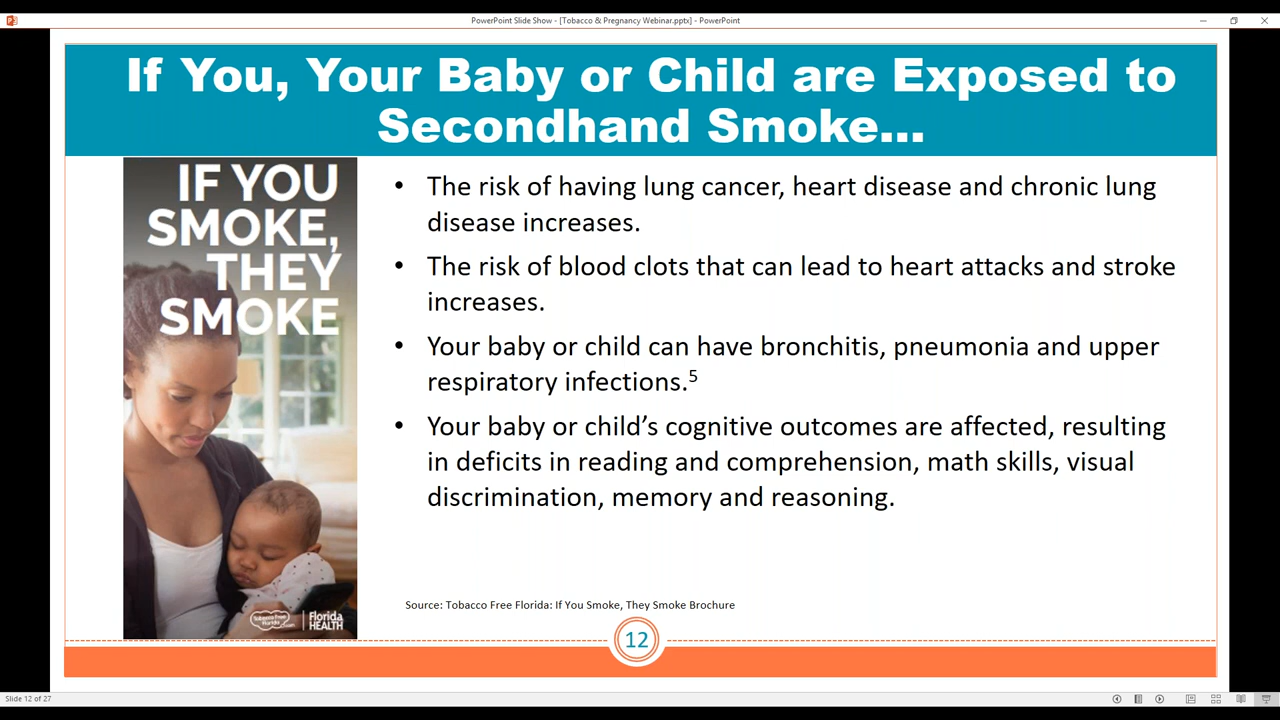 PowerPoint Slide Show - [Tobacco & Pregnancy Webinar.pptx] - PowerPoint
If You, Your Baby or Child are Exposed to
Secondhand Smoke...
IF YOU
SMOKE,
THEY
SMOKE
Tobacco Free
Florida
.com
Florida
HEALTH
• The risk of having lung cancer, heart disease and chronic lung
disease increases.
• The risk of blood clots that can lead to heart attacks and stroke
increases.
• Your baby or child can have bronchitis, pneumonia and upper
respiratory infections.5
• Your baby or child’s cognitive outcomes are affected, resulting
in deficits in reading and comprehension, math skills, visual
discrimination, memory and reasoning.
Source: Tobacco Free Florida: If You Smoke, They Smoke Brochure
12
Slide 12 of 27